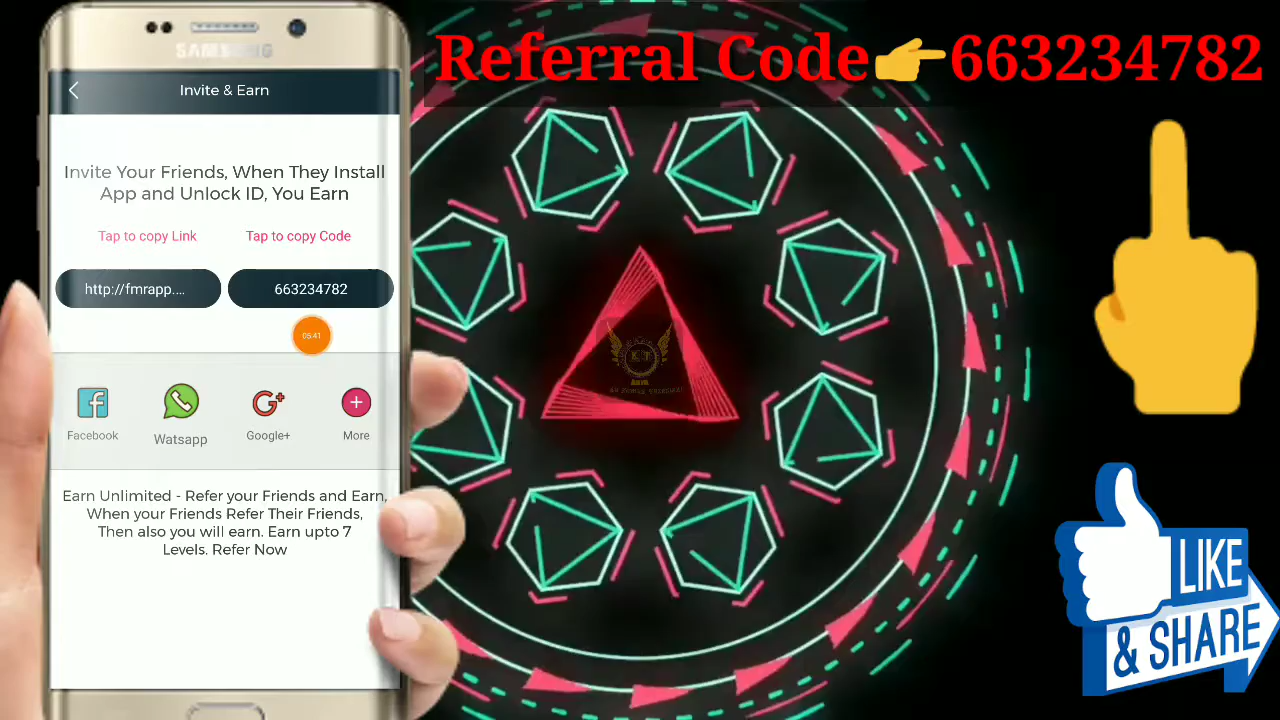 Referral Code👉663234782
SAMSUNG
Invite & Earn
Invite Your Friends, When They Install
App and Unlock ID, You Earn
Tap to copy Link
Tap to copy Code
http://fmrapp....
663234782
05:41
Facebook
Watsapp
Google+
More
Earn Unlimited - Refer your Friends and Earn,
When your Friends Refer Their Friends,
Then also you will earn. Earn upto 7
Levels. Refer Now
LIKE
& SHARE